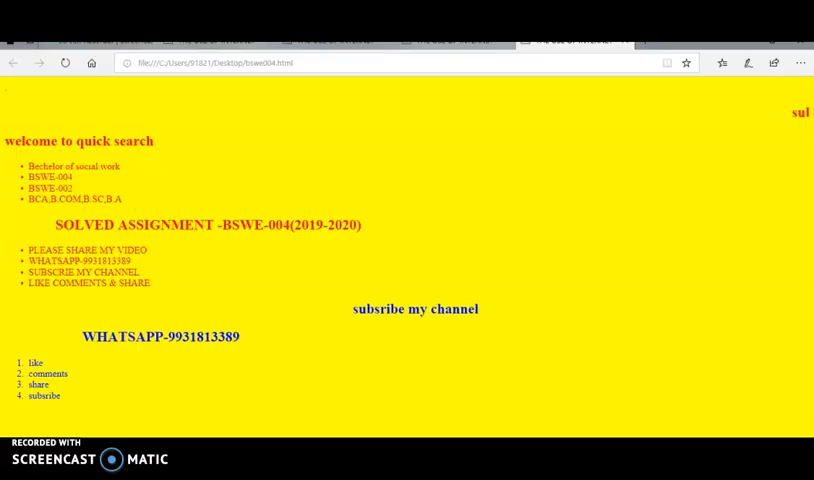 file:///C:/Users/91821/Desktop/bswe004.html
sul
welcome to quick search
Bechelor of social work
BSWE-004
BSWE-002
BCA,B.COM,B.SC,B.A
SOLVED ASSIGNMENT -BSWE-004(2019-2020)
PLEASE SHARE MY VIDEO
WHATSAPP-9931813389
SUBSCRIE MY CHANNEL
LIKE COMMENTS & SHARE
subsribe my channel
WHATSAPP-9931813389
1. like
2. comments
3. share
4. subsribe
RECORDED WITH
SCREENCAST MATIC